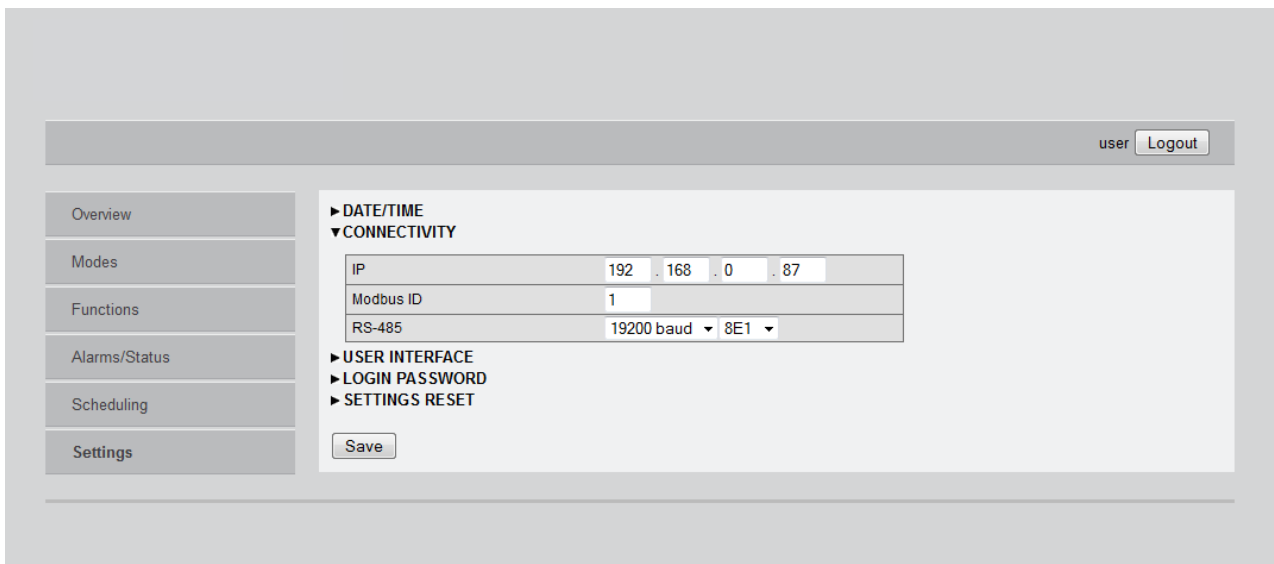 user Logout
Overview
Modes
Functions
Alarms/Status
Scheduling
Settings
►DATE/TIME
▼CONNECTIVITY
IP 192 . 168 . 0 . 87
Modbus ID 1
RS-485 19200 baud 8E1
►USER INTERFACE
►LOGIN PASSWORD
►SETTINGS RESET
Save